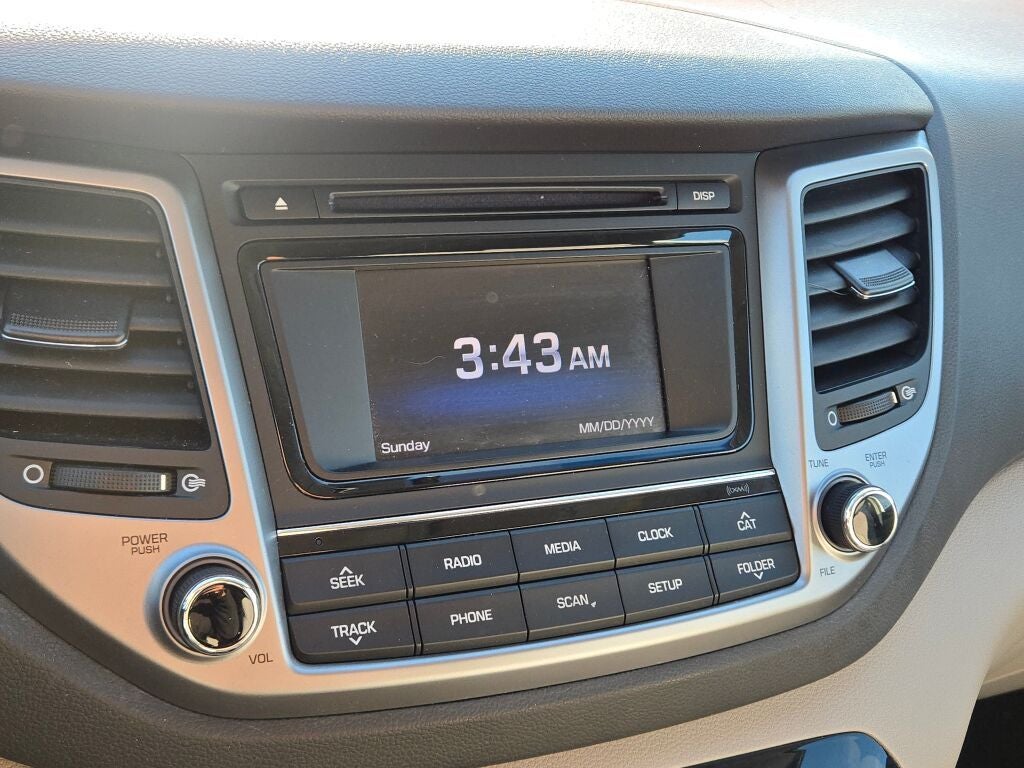 DISP
3:43 AM
Sunday
MM/DD/YYYY
TUNE
ENTER
PUSH
FILE
POWER
PUSH
VOL
SEEK
RADIO
MEDIA
CLOCK
CAT
TRACK
PHONE
SCAN
SETUP
FOLDER